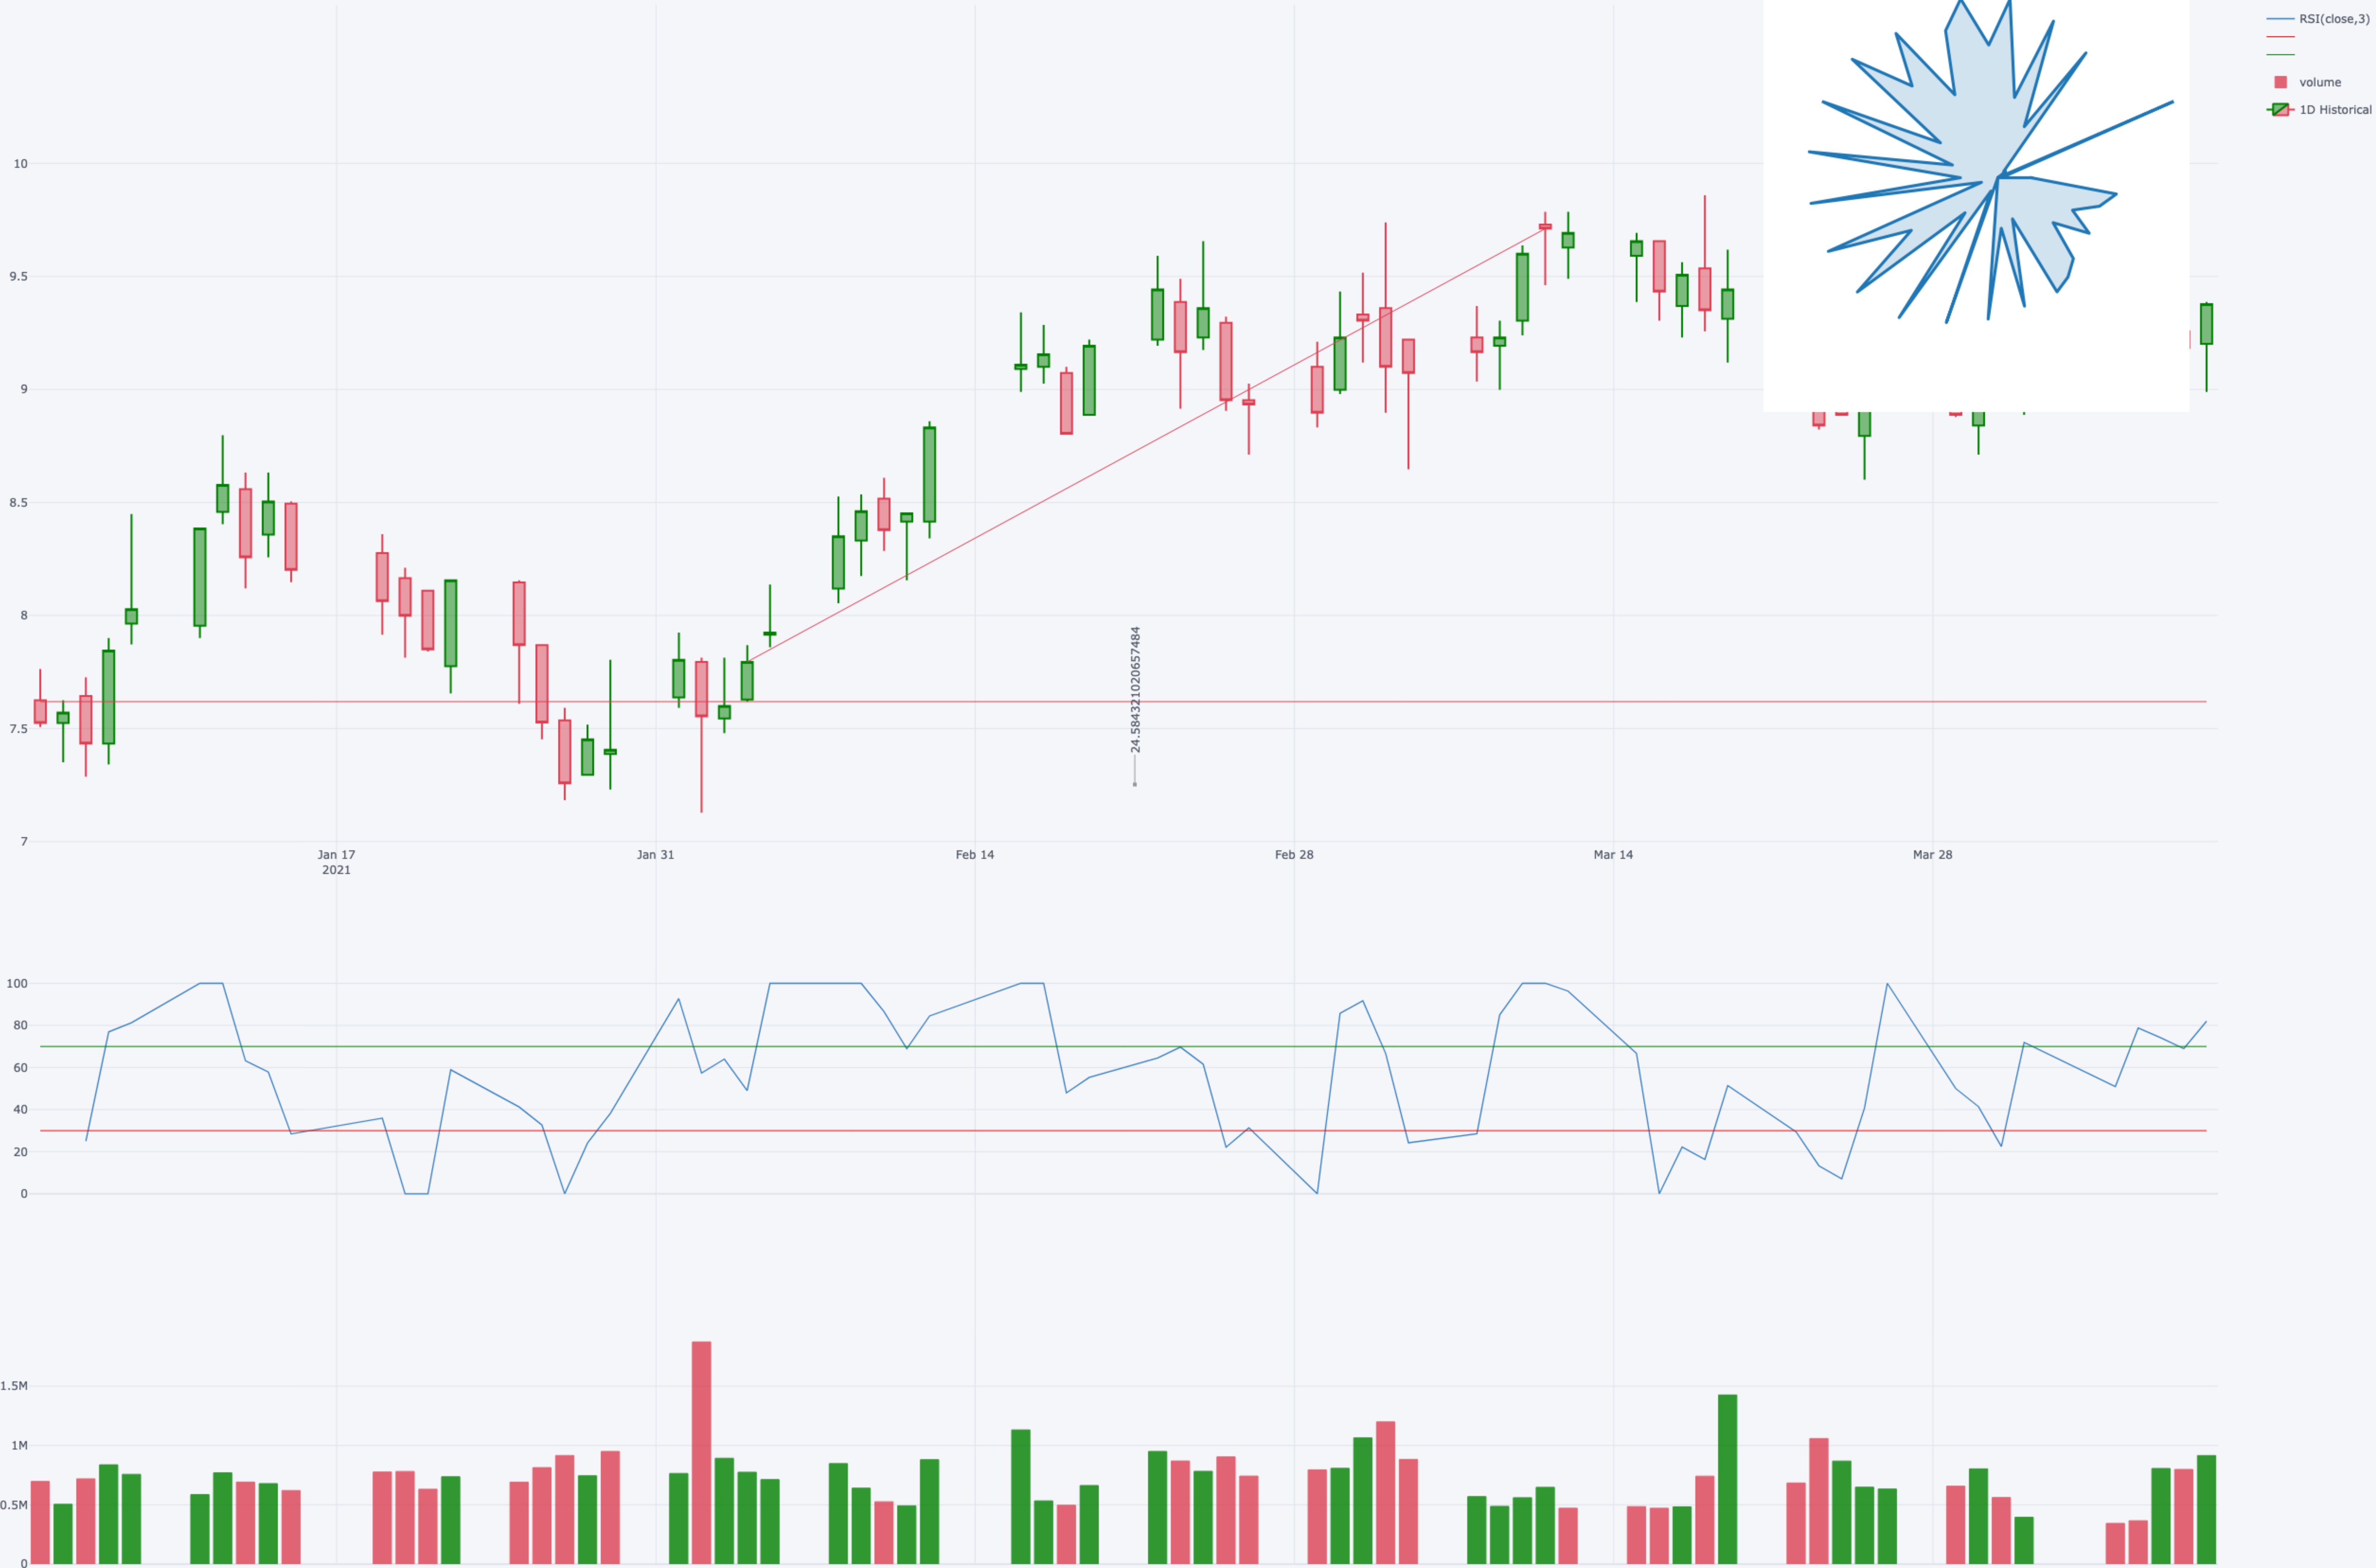 RSI(close,3)
volume
1D Historical
10
9.5
9
8.5
8
7.5
7
24.584321020657484
Jan 17
2021
Jan 31
Feb 14
Feb 28
Mar 14
Mar 28
100
80
60
40
20
0
1.5M
1M
0.5M
0